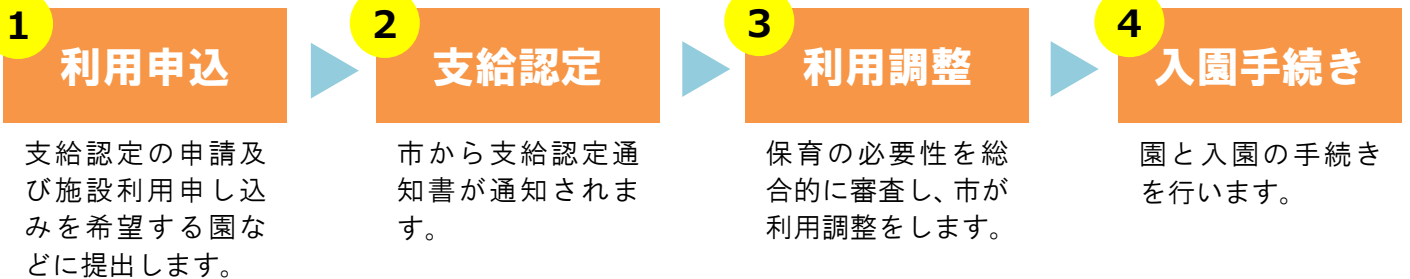 1
利用申込
支給認定の申請及
び施設利用申し込
みを希望する園な
どに提出します。
2
支給認定
市から支給認定通
知書が通知されま
す。
3
利用調整
保育の必要性を総
合的に審査し、市が
利用調整をします。
4
入園手続き
園と入園の手続き
を行います。